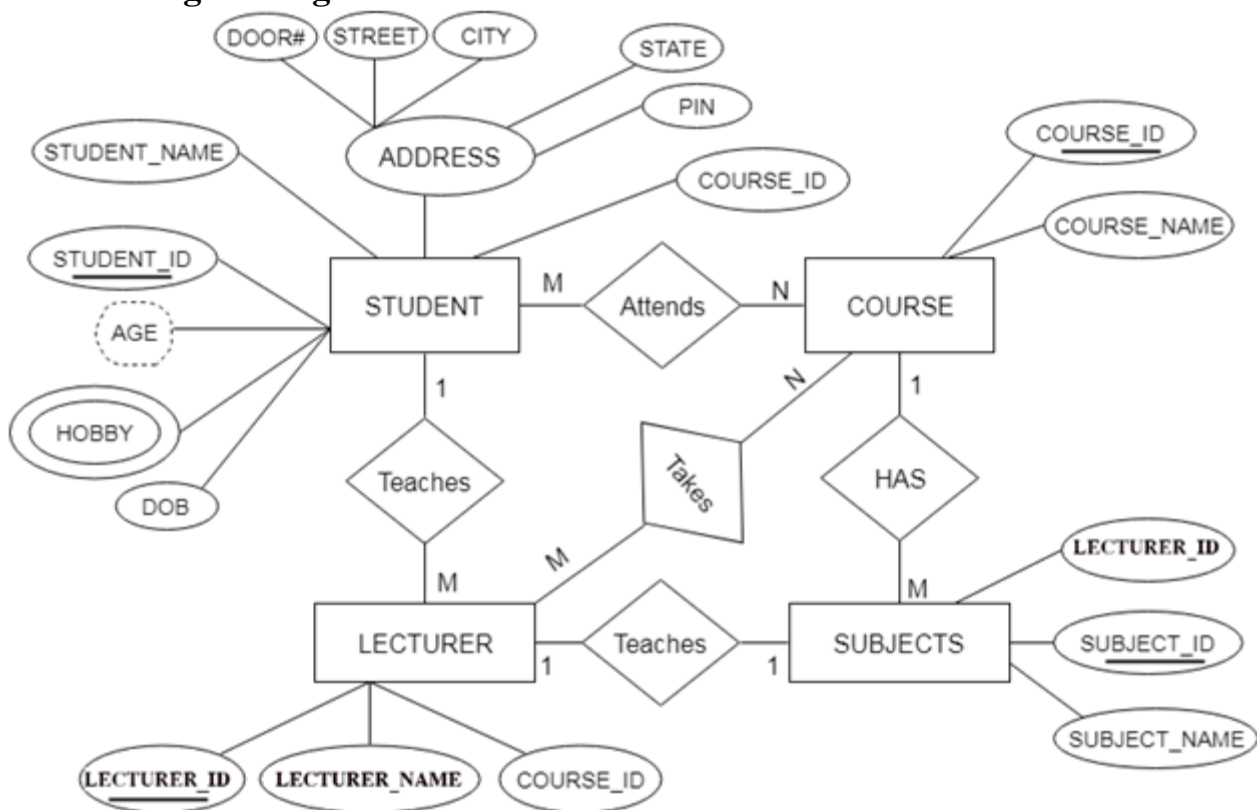 DOOR#
STREET
CITY
STATE
PIN
STUDENT_NAME
ADDRESS
COURSE_ID
COURSE_ID
COURSE_NAME
STUDENT_ID
AGE
HOBBY
DOB
STUDENT
M
Attends
N
COURSE
1
Teaches
M
N
Takes
M
1
HAS
M
LECTURER
1
Teaches
1
SUBJECTS
LECTURER_ID
SUBJECT_ID
SUBJECT_NAME
LECTURER_ID
LECTURER_NAME
COURSE_ID